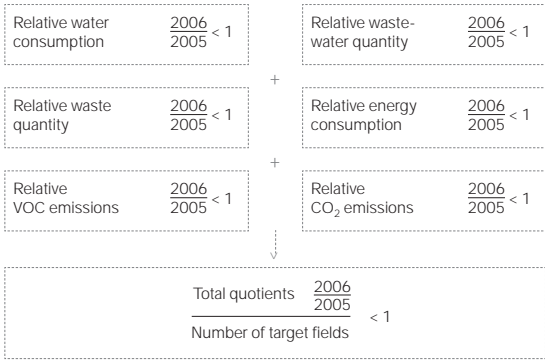 Relative water
consumption
2006
2005 < 1
Relative waste-
water quantity
2006
2005 < 1
+
Relative waste
quantity
2006
2005 < 1
Relative energy
consumption
2006
2005 < 1
+
Relative
VOC emissions
2006
2005 < 1
Relative
CO₂ emissions
2006
2005 < 1
Total quotients 2006
2005
< 1
Number of target fields